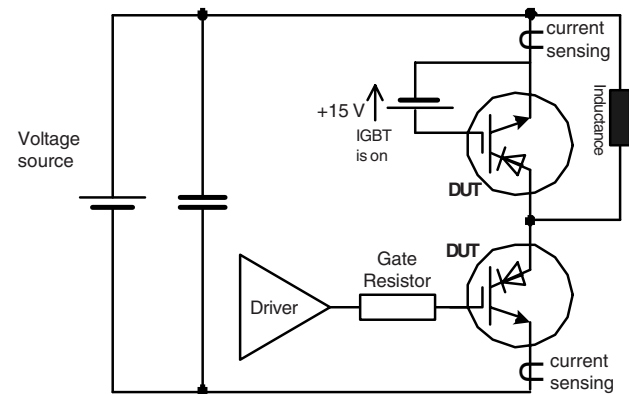 current
sensing
+15 V
IGBT
is on
Inductance
Voltage
source
DUT
DUT
Gate
Resistor
Driver
current
sensing